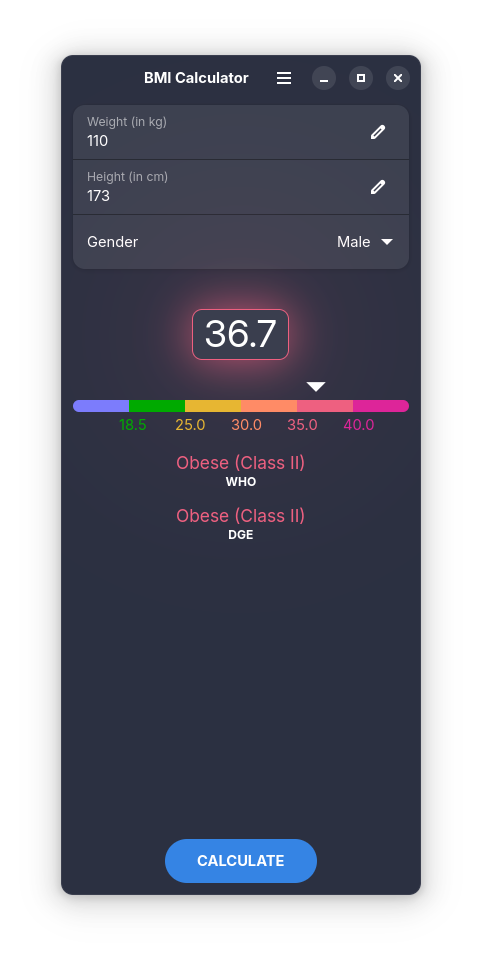 BMI Calculator
Weight (in kg)
110
Height (in cm)
173
Gender Male
36.7
18.5 25.0 30.0 35.0 40.0
Obese (Class II)
WHO
Obese (Class II)
DGE
CALCULATE